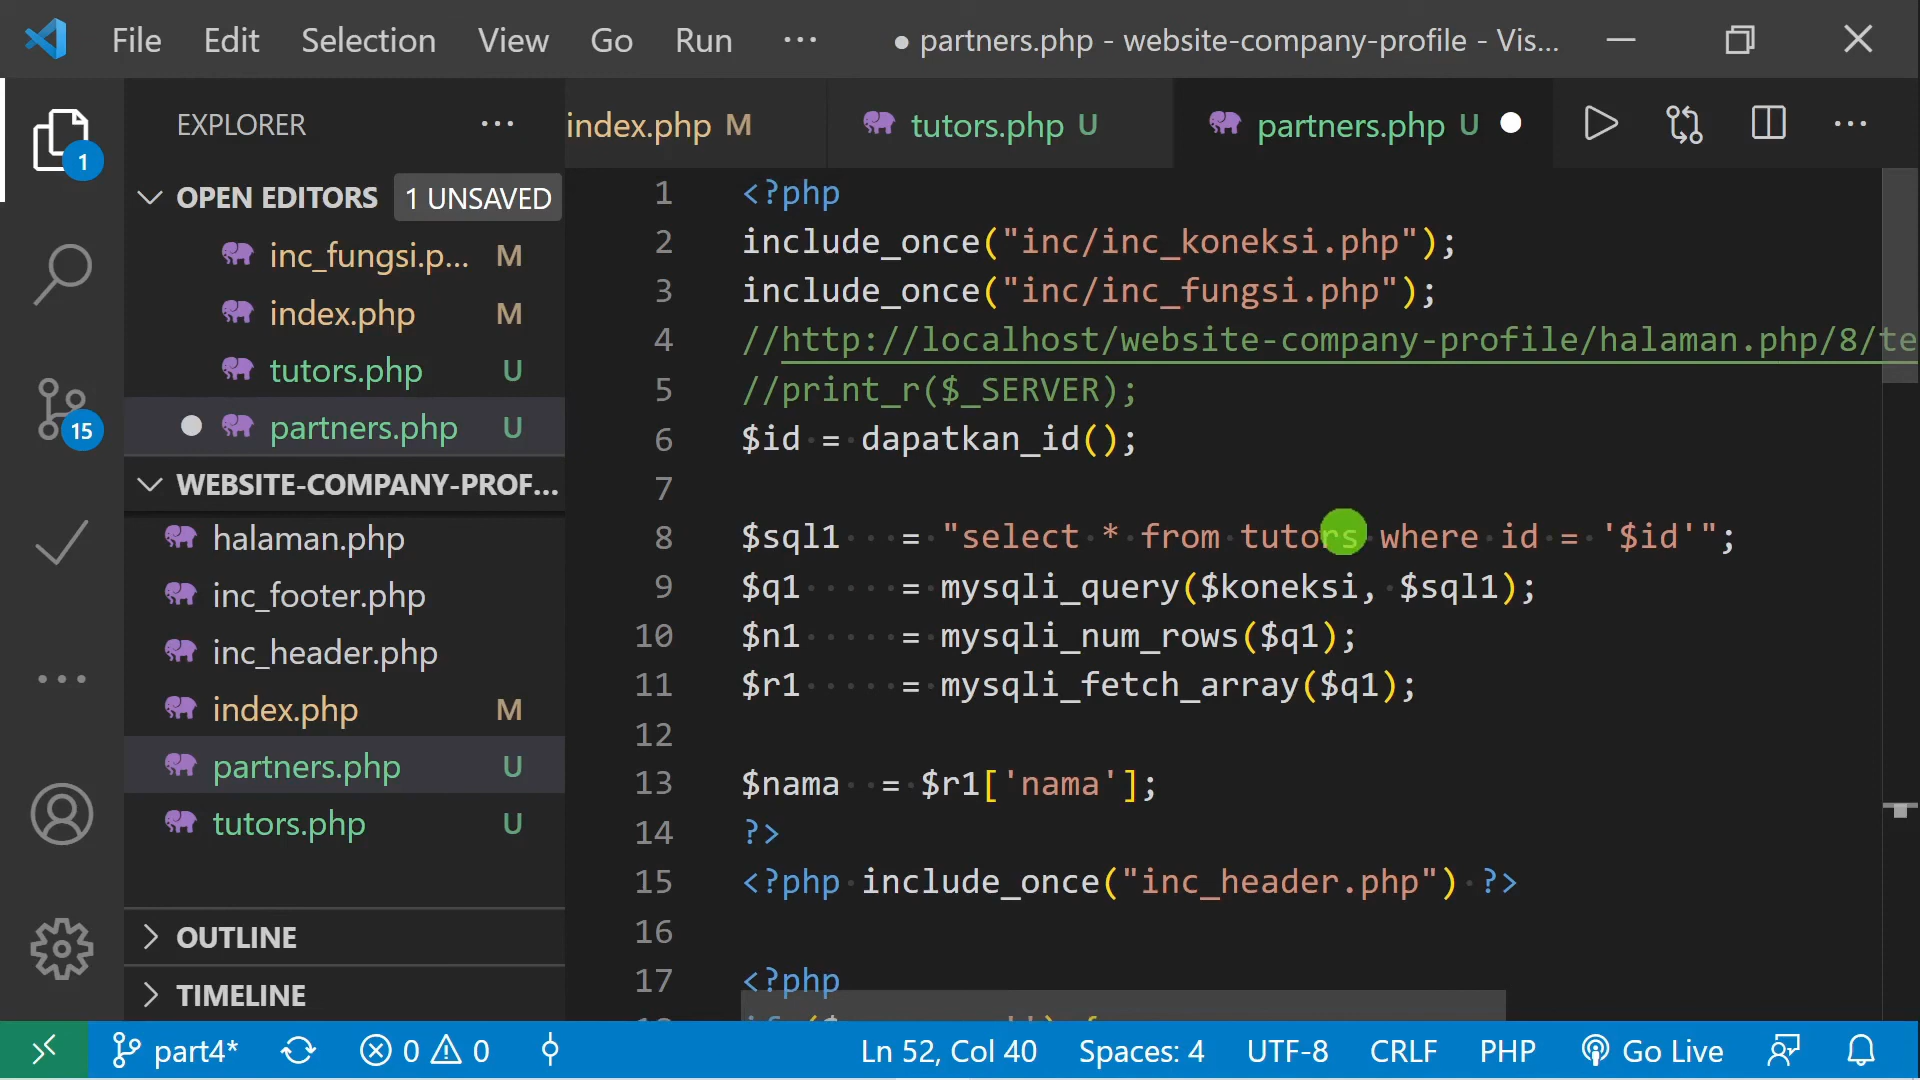 File Edit Selection View Go Run ··· ● partners.php - website-company-profile - Vis...
EXPLORER ···
index.php M
tutors.php U
partners.php U ●
1
OPEN EDITORS 1 UNSAVED
inc_fungsi.p... M
index.php M
tutors.php U
● partners.php U
WEBSITE-COMPANY-PROF...
halaman.php
inc_footer.php
inc_header.php
index.php M
partners.php U
tutors.php U
OUTLINE
TIMELINE
15
1 <?php
2 include_once("inc/inc_koneksi.php");
3 include_once("inc/inc_fungsi.php");
4 //http://localhost/website-company-profile/halaman.php/8/te
5 //print_r($_SERVER);
6 $id = dapatkan_id();
7
8 $sql1 = "select * from tutors where id = '$id'";
9 $q1 = mysqli_query($koneksi, $sql1);
10 $n1 = mysqli_num_rows($q1);
11 $r1 = mysqli_fetch_array($q1);
12
13 $nama = $r1['nama'];
14 ?>
15 <?php include_once("inc_header.php") ?>
16
17 <?php
part4* 0 0 Ln 52, Col 40 Spaces: 4 UTF-8 CRLF PHP Go Live